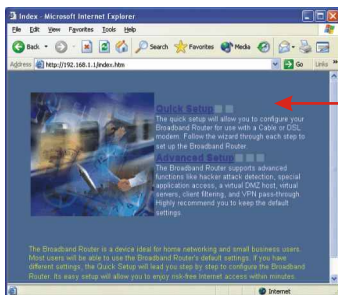 Index - Microsoft Internet Explorer
File Edit View Favorites Tools Help
Back Search Favorites Media
Address http://192.168.1.1/index.htm Go Links
Quick Setup
The quick setup will allow you to configure your
Broadband Router for use with a Cable or DSL
modem. Follow the wizard through each step to
set up the Broadband Router.
Advanced Setup
The Broadband Router supports advanced
functions like hacker attack detection, special
application access, a virtual DMZ host, virtual
servers, client filtering, and VPN pass-through.
Highly recommend you to keep the default
settings.
The Broadband Router is a device ideal for home networking and small business users.
Most users will be able to use the Broadband Router's default settings. If you have
different settings, the Quick Setup will lead you step by step to configure the Broadband
Router. Its easy setup will allow you to enjoy risk-free Internet access within minutes.
Internet